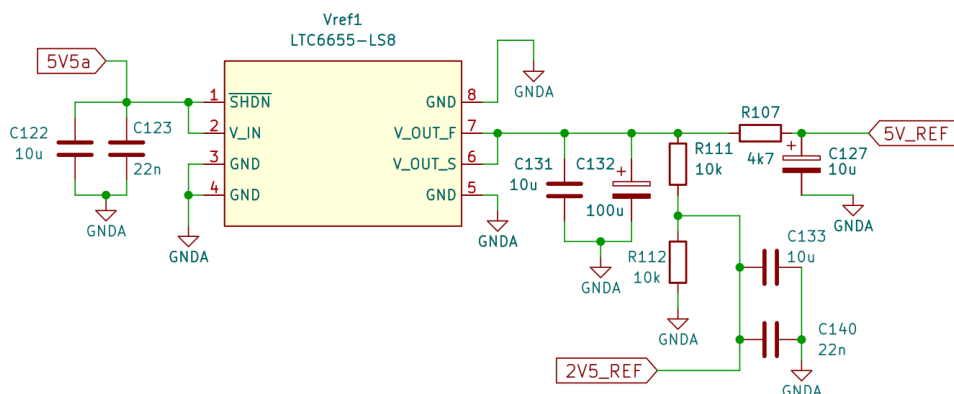 Vref1
LTC6655-LS8
5V5a
1
SHDN
2
V_IN
3
GND
4
GND
GND
8
V_OUT_F
7
V_OUT_S
6
GND
5
C122
10u
C123
22n
GNDA
GNDA
GNDA
GNDA
C131
10u
C132
100u
GNDA
R111
10k
R112
10k
GNDA
R107
4k7
5V_REF
C127
10u
GNDA
C133
10u
C140
22n
GNDA
2V5_REF
+
+